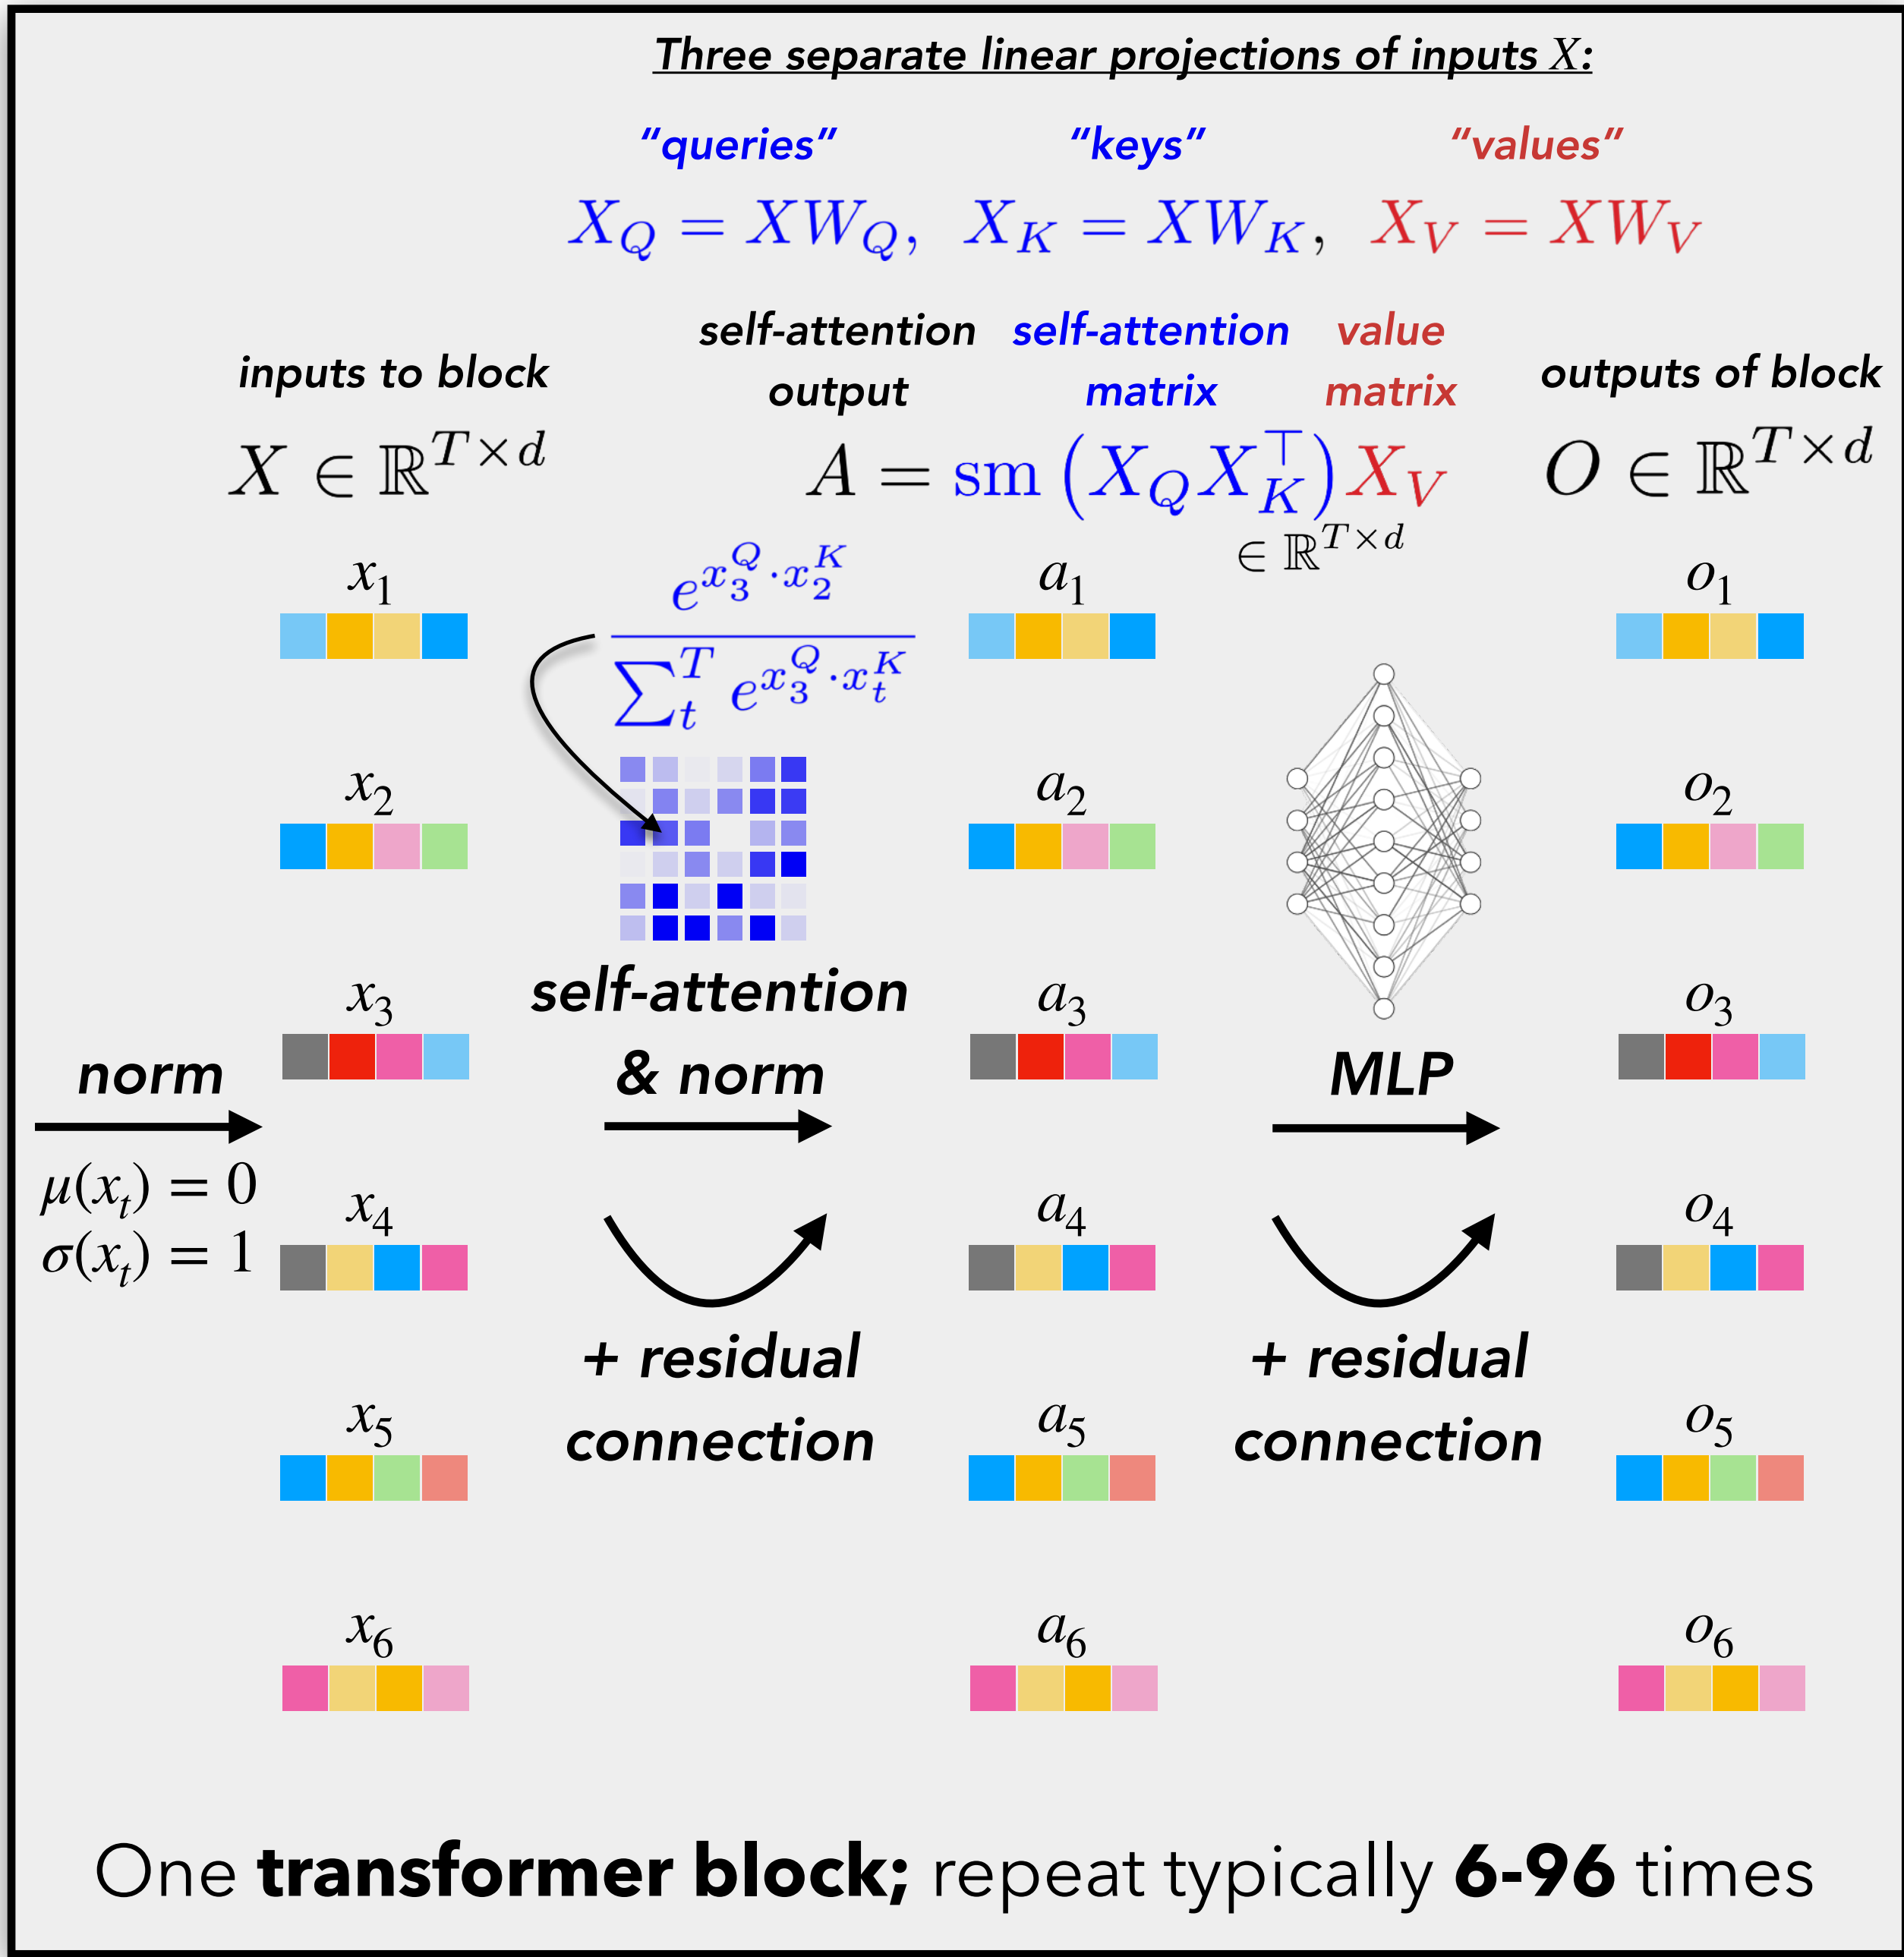 Three separate linear projections of inputs X:
“queries” “keys” “values”
X_Q = XW_Q, X_K = XW_K, X_V = XW_V
inputs to block
X ∈ ℝ^{T×d}
self-attention output
self-attention matrix
value matrix
A = sm(X_Q X_K^⊤)X_V
∈ ℝ^{T×d}
outputs of block
O ∈ ℝ^{T×d}
e^{x_3^Q·x_2^K} / ∑_t^T e^{x_3^Q·x_t^K}
x_1 a_1 o_1
x_2 a_2 o_2
x_3 a_3 o_3
norm
μ(x_t) = 0
σ(x_t) = 1
self-attention
& norm
MLP
x_4 a_4 o_4
+ residual
connection
+ residual
connection
x_5 a_5 o_5
x_6 a_6 o_6
One transformer block; repeat typically 6-96 times